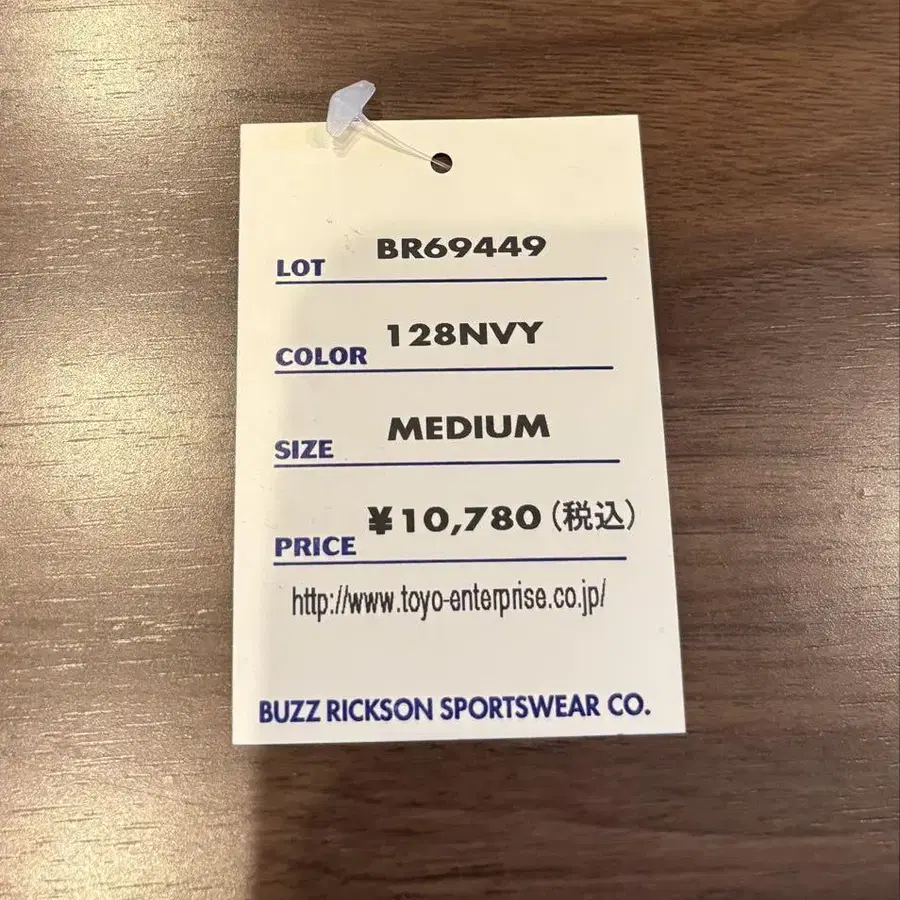 LOT BR69449
COLOR 128NVY
SIZE MEDIUM
PRICE ¥10,780(税込)
http://www.toyo-enterprise.co.jp/
BUZZ RICKSON SPORTSWEAR CO.